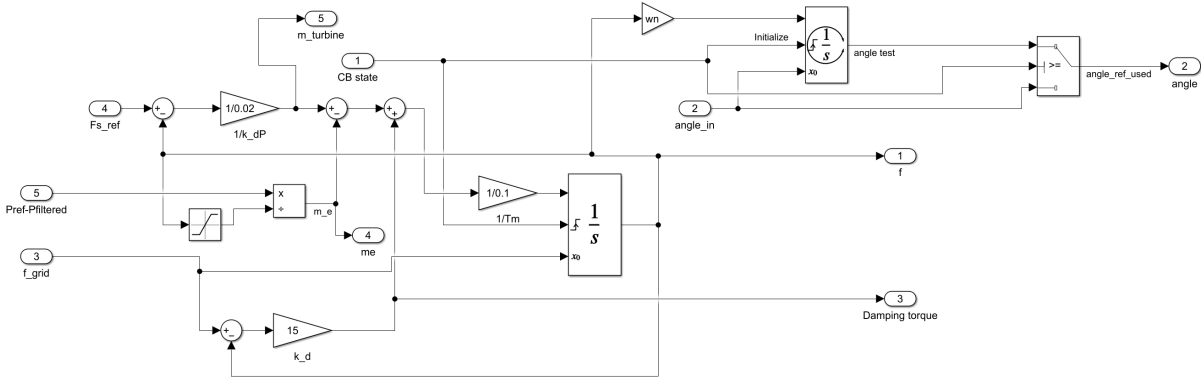 5
m_turbine
wn
Initialize
1
s
x0
angle test
1
CB state
>=
angle_ref_used
2
angle
4
Fs_ref
+
−
1/0.02
1/k_dP
+
−
+
+
2
angle_in
1
f
5
Pref-Pfiltered
x
÷
m_e
1/0.1
1/Tm
1
s
x0
4
me
3
f_grid
+
−
15
k_d
3
Damping torque